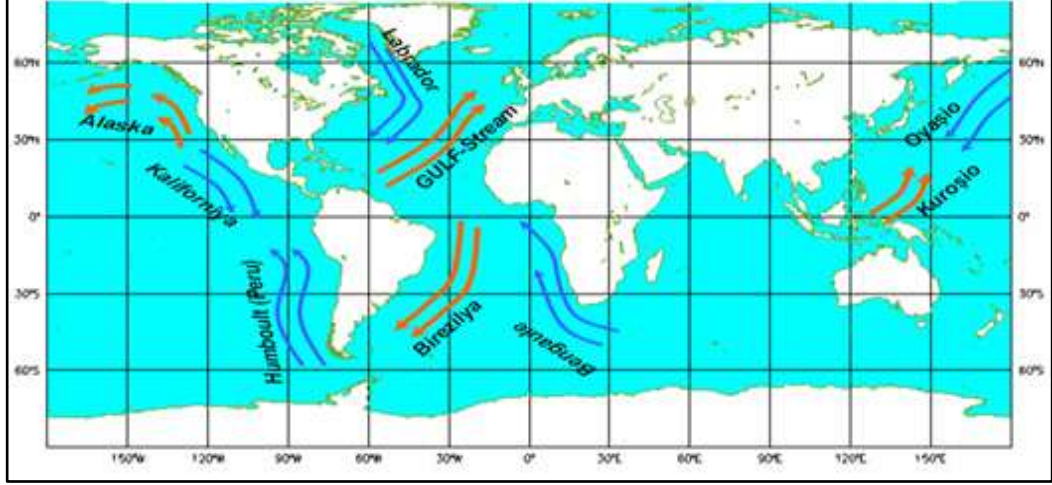 Labrador
60°N
60°N
Alaska
GULF-Stream
Oyaşio
30°N
30°N
Kaliforniya
Kuroşio
0°
0°
Humboult (Peru)
Birezilya
Bengaule
30°S
30°S
60°S
60°S
150°W 120°W 90°W 60°W 30°W 0° 30°E 60°E 90°E 120°E 150°E